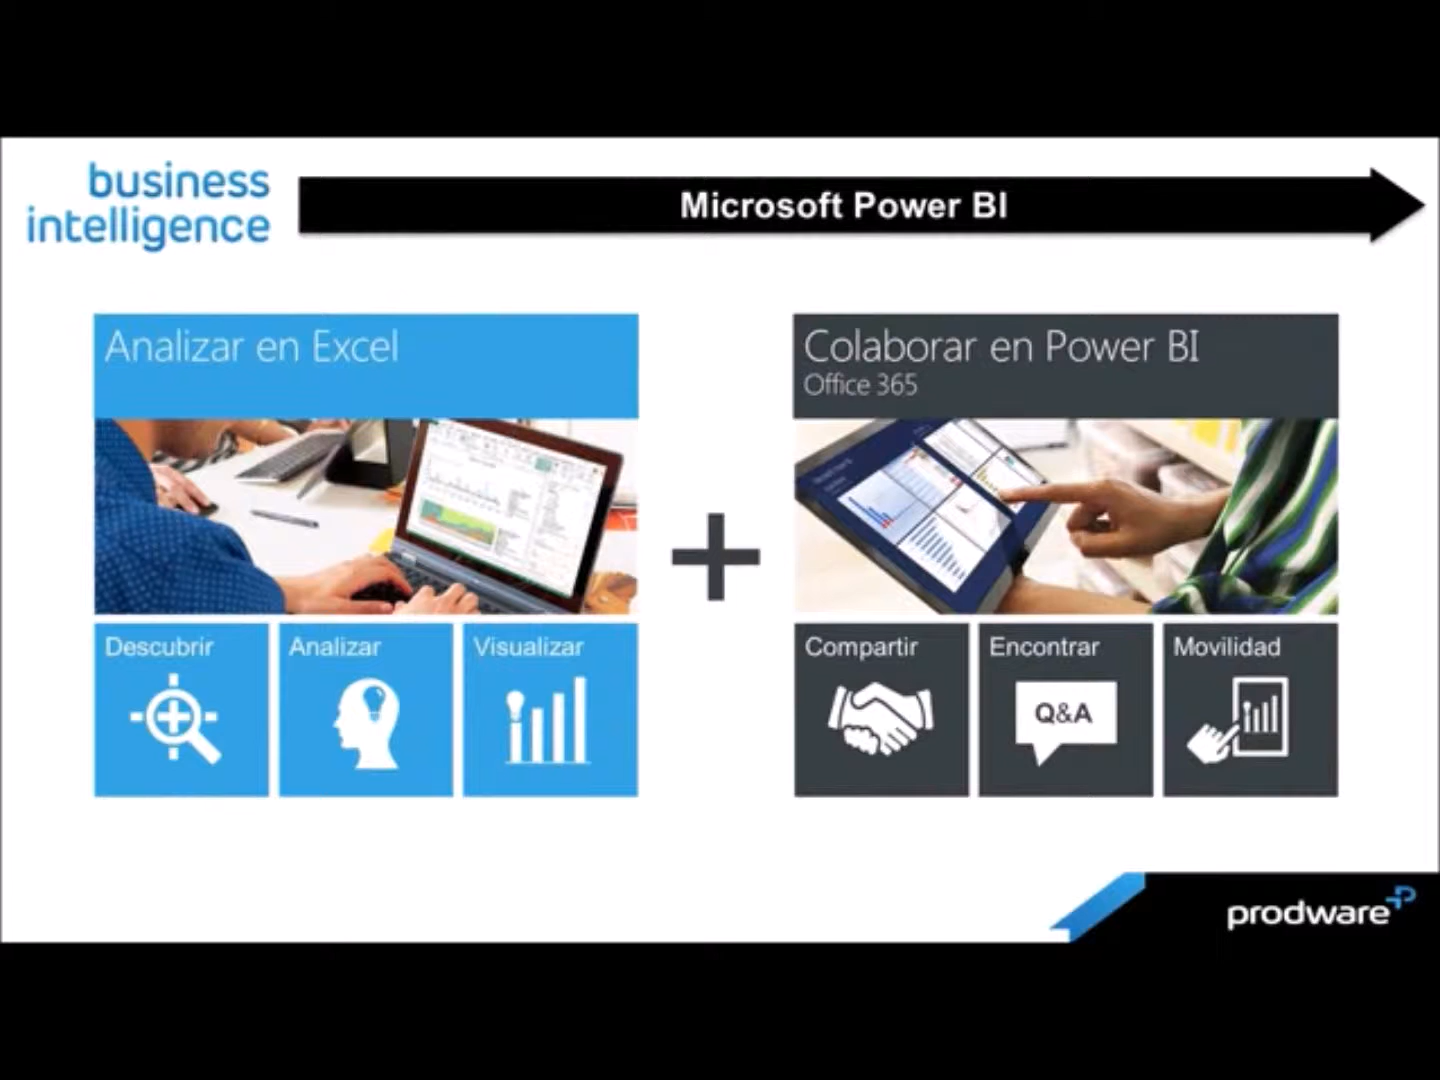 business
intelligence
Microsoft Power BI
Analizar en Excel
Colaborar en Power BI
Office 365
Descubrir
Analizar
Visualizar
Compartir
Encontrar
Movilidad
Q&A
prodware